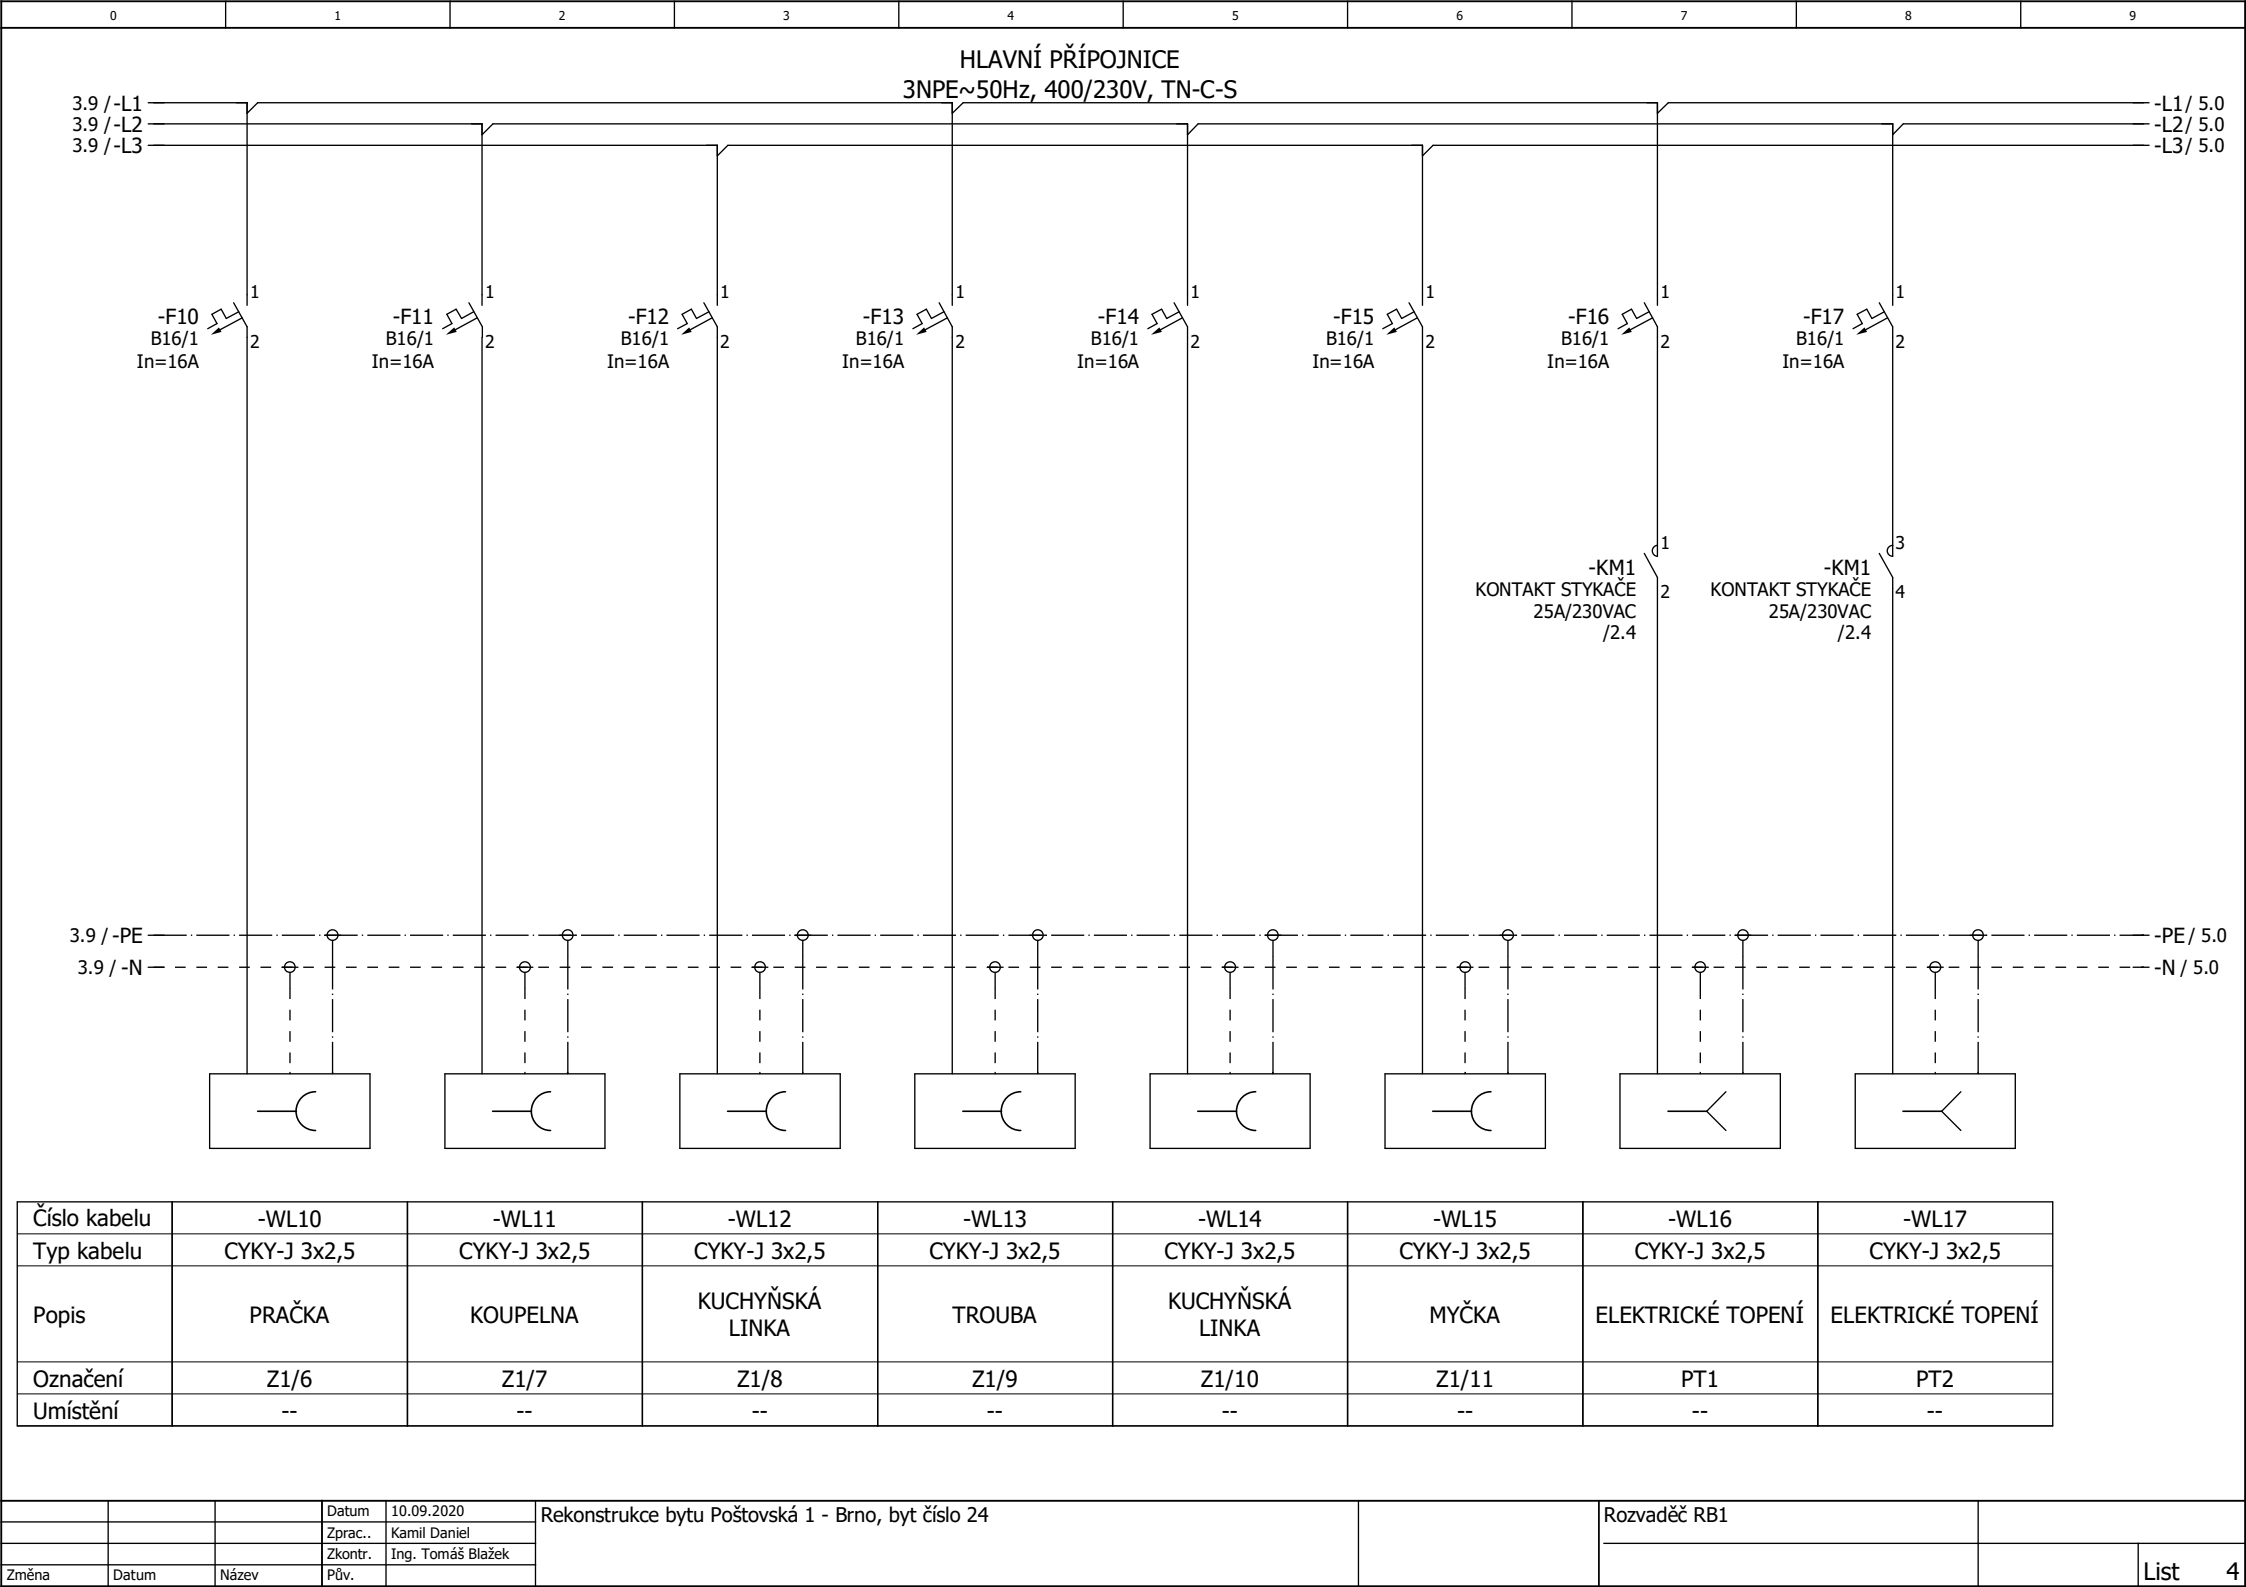 0 1 2 3 4 5 6 7 8 9
HLAVNÍ PŘÍPOJNICE
3NPE~50Hz, 400/230V, TN-C-S
3.9 /-L1 -L1/ 5.0
3.9 /-L2 -L2/ 5.0
3.9 /-L3 -L3/ 5.0
1 1 1 1 1 1 1 1
-F10 -F11 -F12 -F13 -F14 -F15 -F16 -F17
B16/1 B16/1 B16/1 B16/1 B16/1 B16/1 B16/1 B16/1
2 2 2 2 2 2 2 2
In=16A In=16A In=16A In=16A In=16A In=16A In=16A In=16A
1 3
-KM1 -KM1
KONTAKT STYKAČE 2 KONTAKT STYKAČE 4
25A/230VAC 25A/230VAC
/2.4 /2.4
3.9 / -PE -PE/ 5.0
3.9 / -N -N / 5.0
Číslo kabelu -WL10 -WL11 -WL12 -WL13 -WL14 -WL15 -WL16 -WL17
Typ kabelu CYKY-J 3x2,5 CYKY-J 3x2,5 CYKY-J 3x2,5 CYKY-J 3x2,5 CYKY-J 3x2,5 CYKY-J 3x2,5 CYKY-J 3x2,5 CYKY-J 3x2,5
Popis PRAČKA KOUPELNA KUCHYŇSKÁ TROUBA KUCHYŇSKÁ MYČKA ELEKTRICKÉ TOPENÍ ELEKTRICKÉ TOPENÍ
LINKA LINKA
Označení Z1/6 Z1/7 Z1/8 Z1/9 Z1/10 Z1/11 PT1 PT2
Umístění -- -- -- -- -- -- -- --
Datum 10.09.2020 Rekonstrukce bytu Poštovská 1 - Brno, byt číslo 24 Rozvaděč RB1
Zprac.. Kamil Daniel
Zkontr. Ing. Tomáš Blažek
Změna Datum Název Pův. List 4